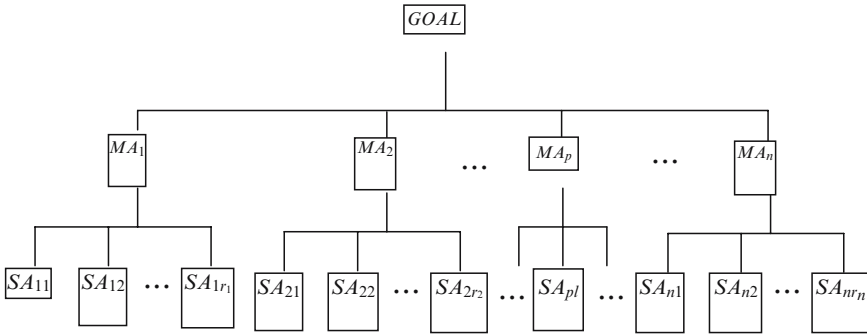 GOAL
MA₁ MA₂ ... MAₚ ... MAₙ
SA₁₁ SA₁₂ ... SA₁ᵣ₁ SA₂₁ SA₂₂ ... SA₂ᵣ₂ ... SAₚₗ ... SAₙ₁ SAₙ₂ ... SAₙᵣₙ